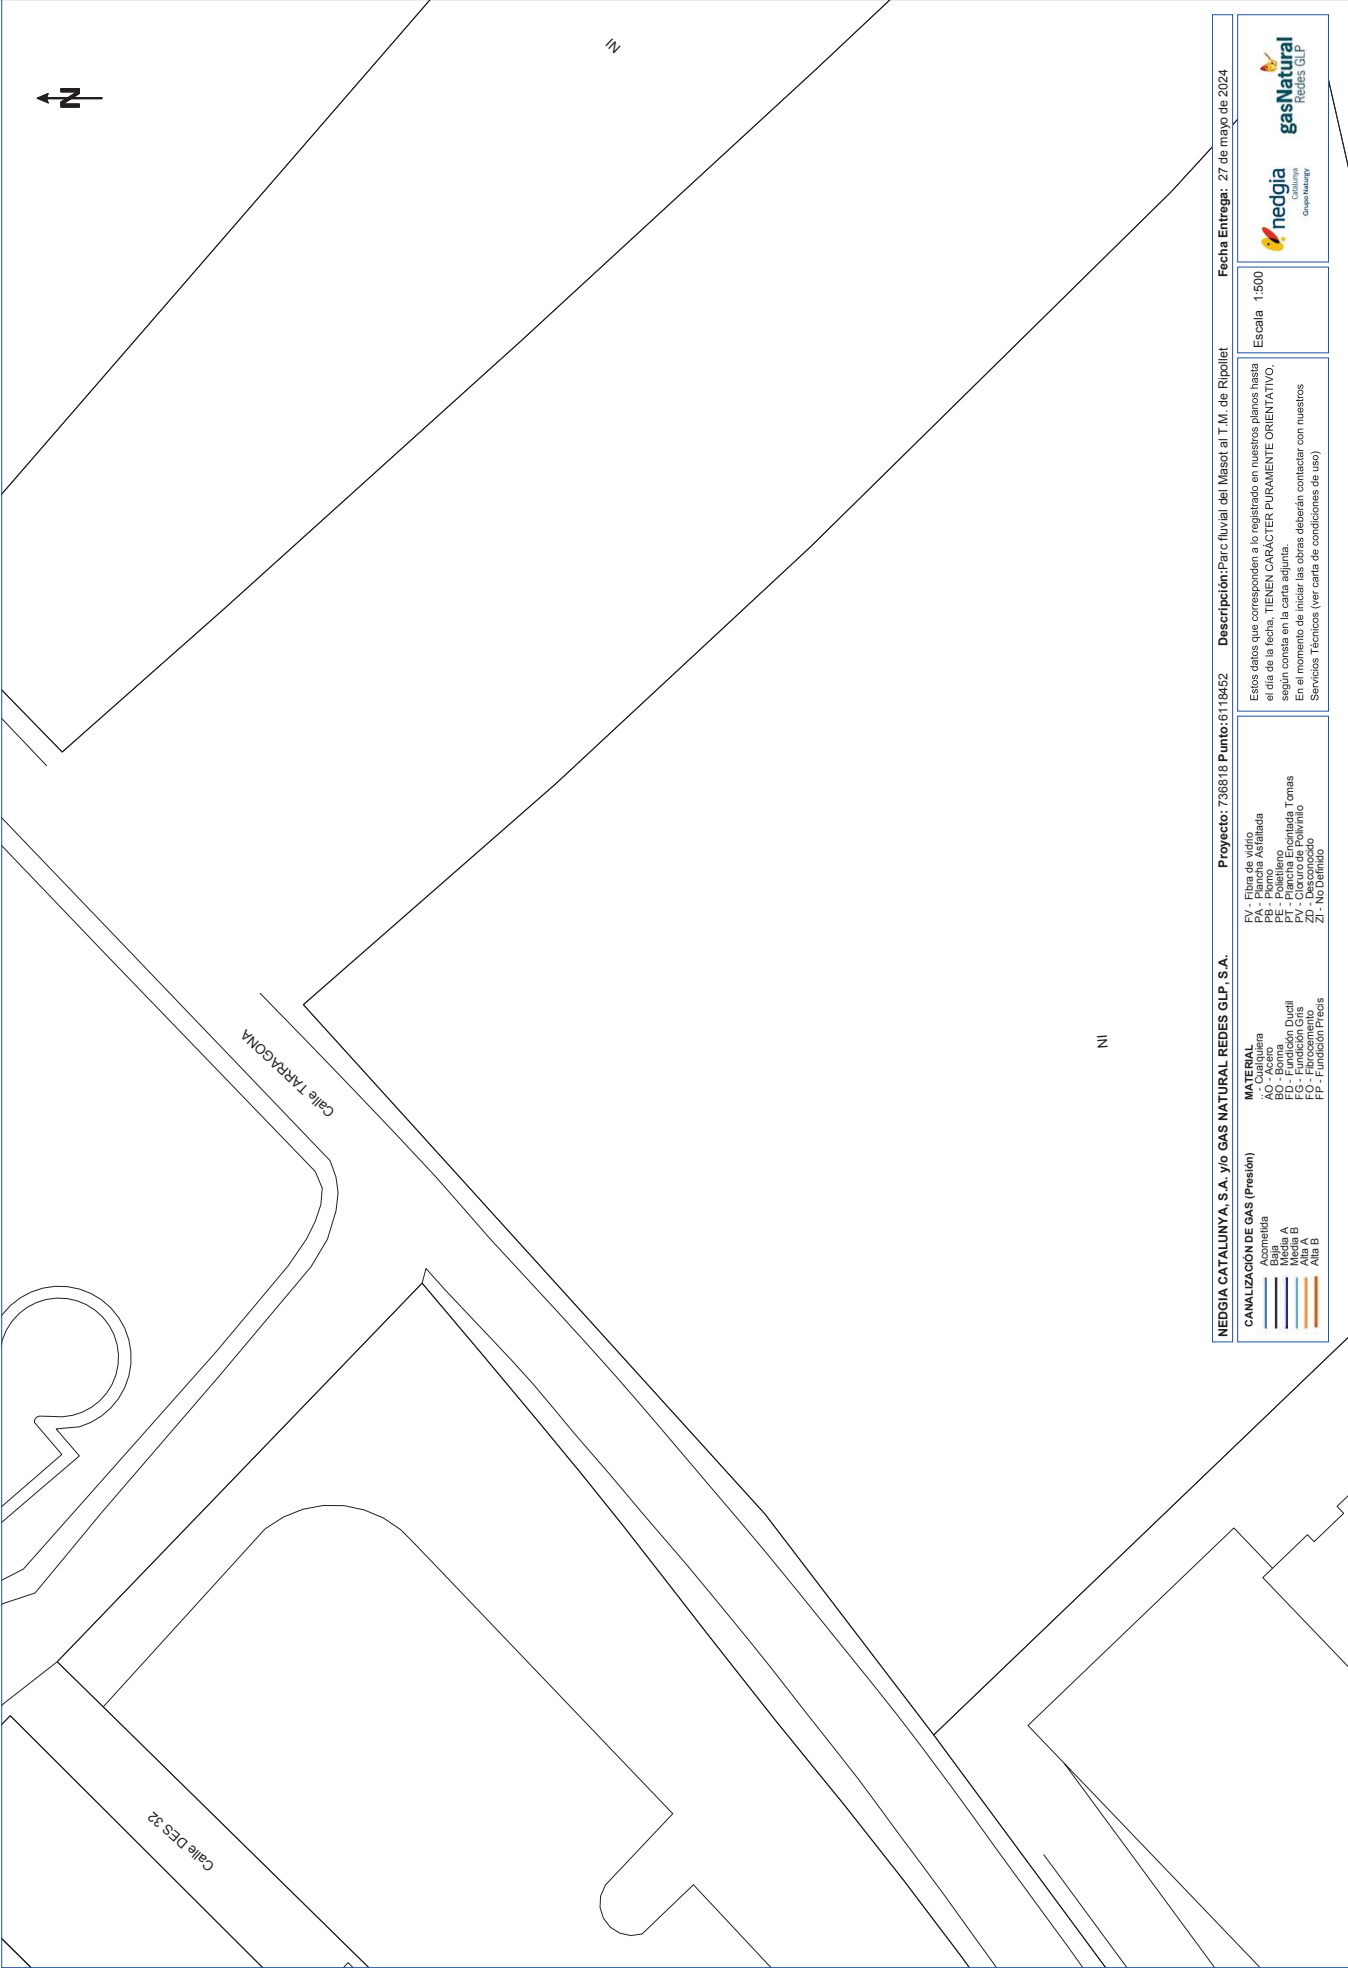 N
NI
Calle TARRAGONA
Calle DES 32
NI
NEDGIA CATALUNYA, S.A. y/o GAS NATURAL REDES GLP, S.A.
Proyecto: 736818 Punto:6118452
Descripción:Parc fluvial del Masot al T.M. de Ripollet
Fecha Entrega: 27 de mayo de 2024
CANALIZACIÓN DE GAS (Presión)
Acometida
Baja
Media A
Media B
Alta A
Alta B
MATERIAL
.. - Cualquiera
AO - Acero
BO - Bonna
FD - Fundición Ductil
FG - Fundición Gris
FO - Fibrocemento
FP - Fundición Precis
FV - Fibra de vidrio
PA - Plancha Asfaltada
PB - Plomo
PE - Polietileno
PT - Plancha Encintada Tomas
PV - Cloruro de Polivinilo
ZD - Desconocido
ZI - No Definido
Estos datos que corresponden a lo registrado en nuestros planos hasta
el día de la fecha, TIENEN CARÁCTER PURAMENTE ORIENTATIVO,
según consta en la carta adjunta.
En el momento de iniciar las obras deberán contactar con nuestros
Servicios Técnicos (ver carta de condiciones de uso)
Escala 1:500
nedgia
Catalunya
Grupo Naturgy
gasNatural
Redes GLP